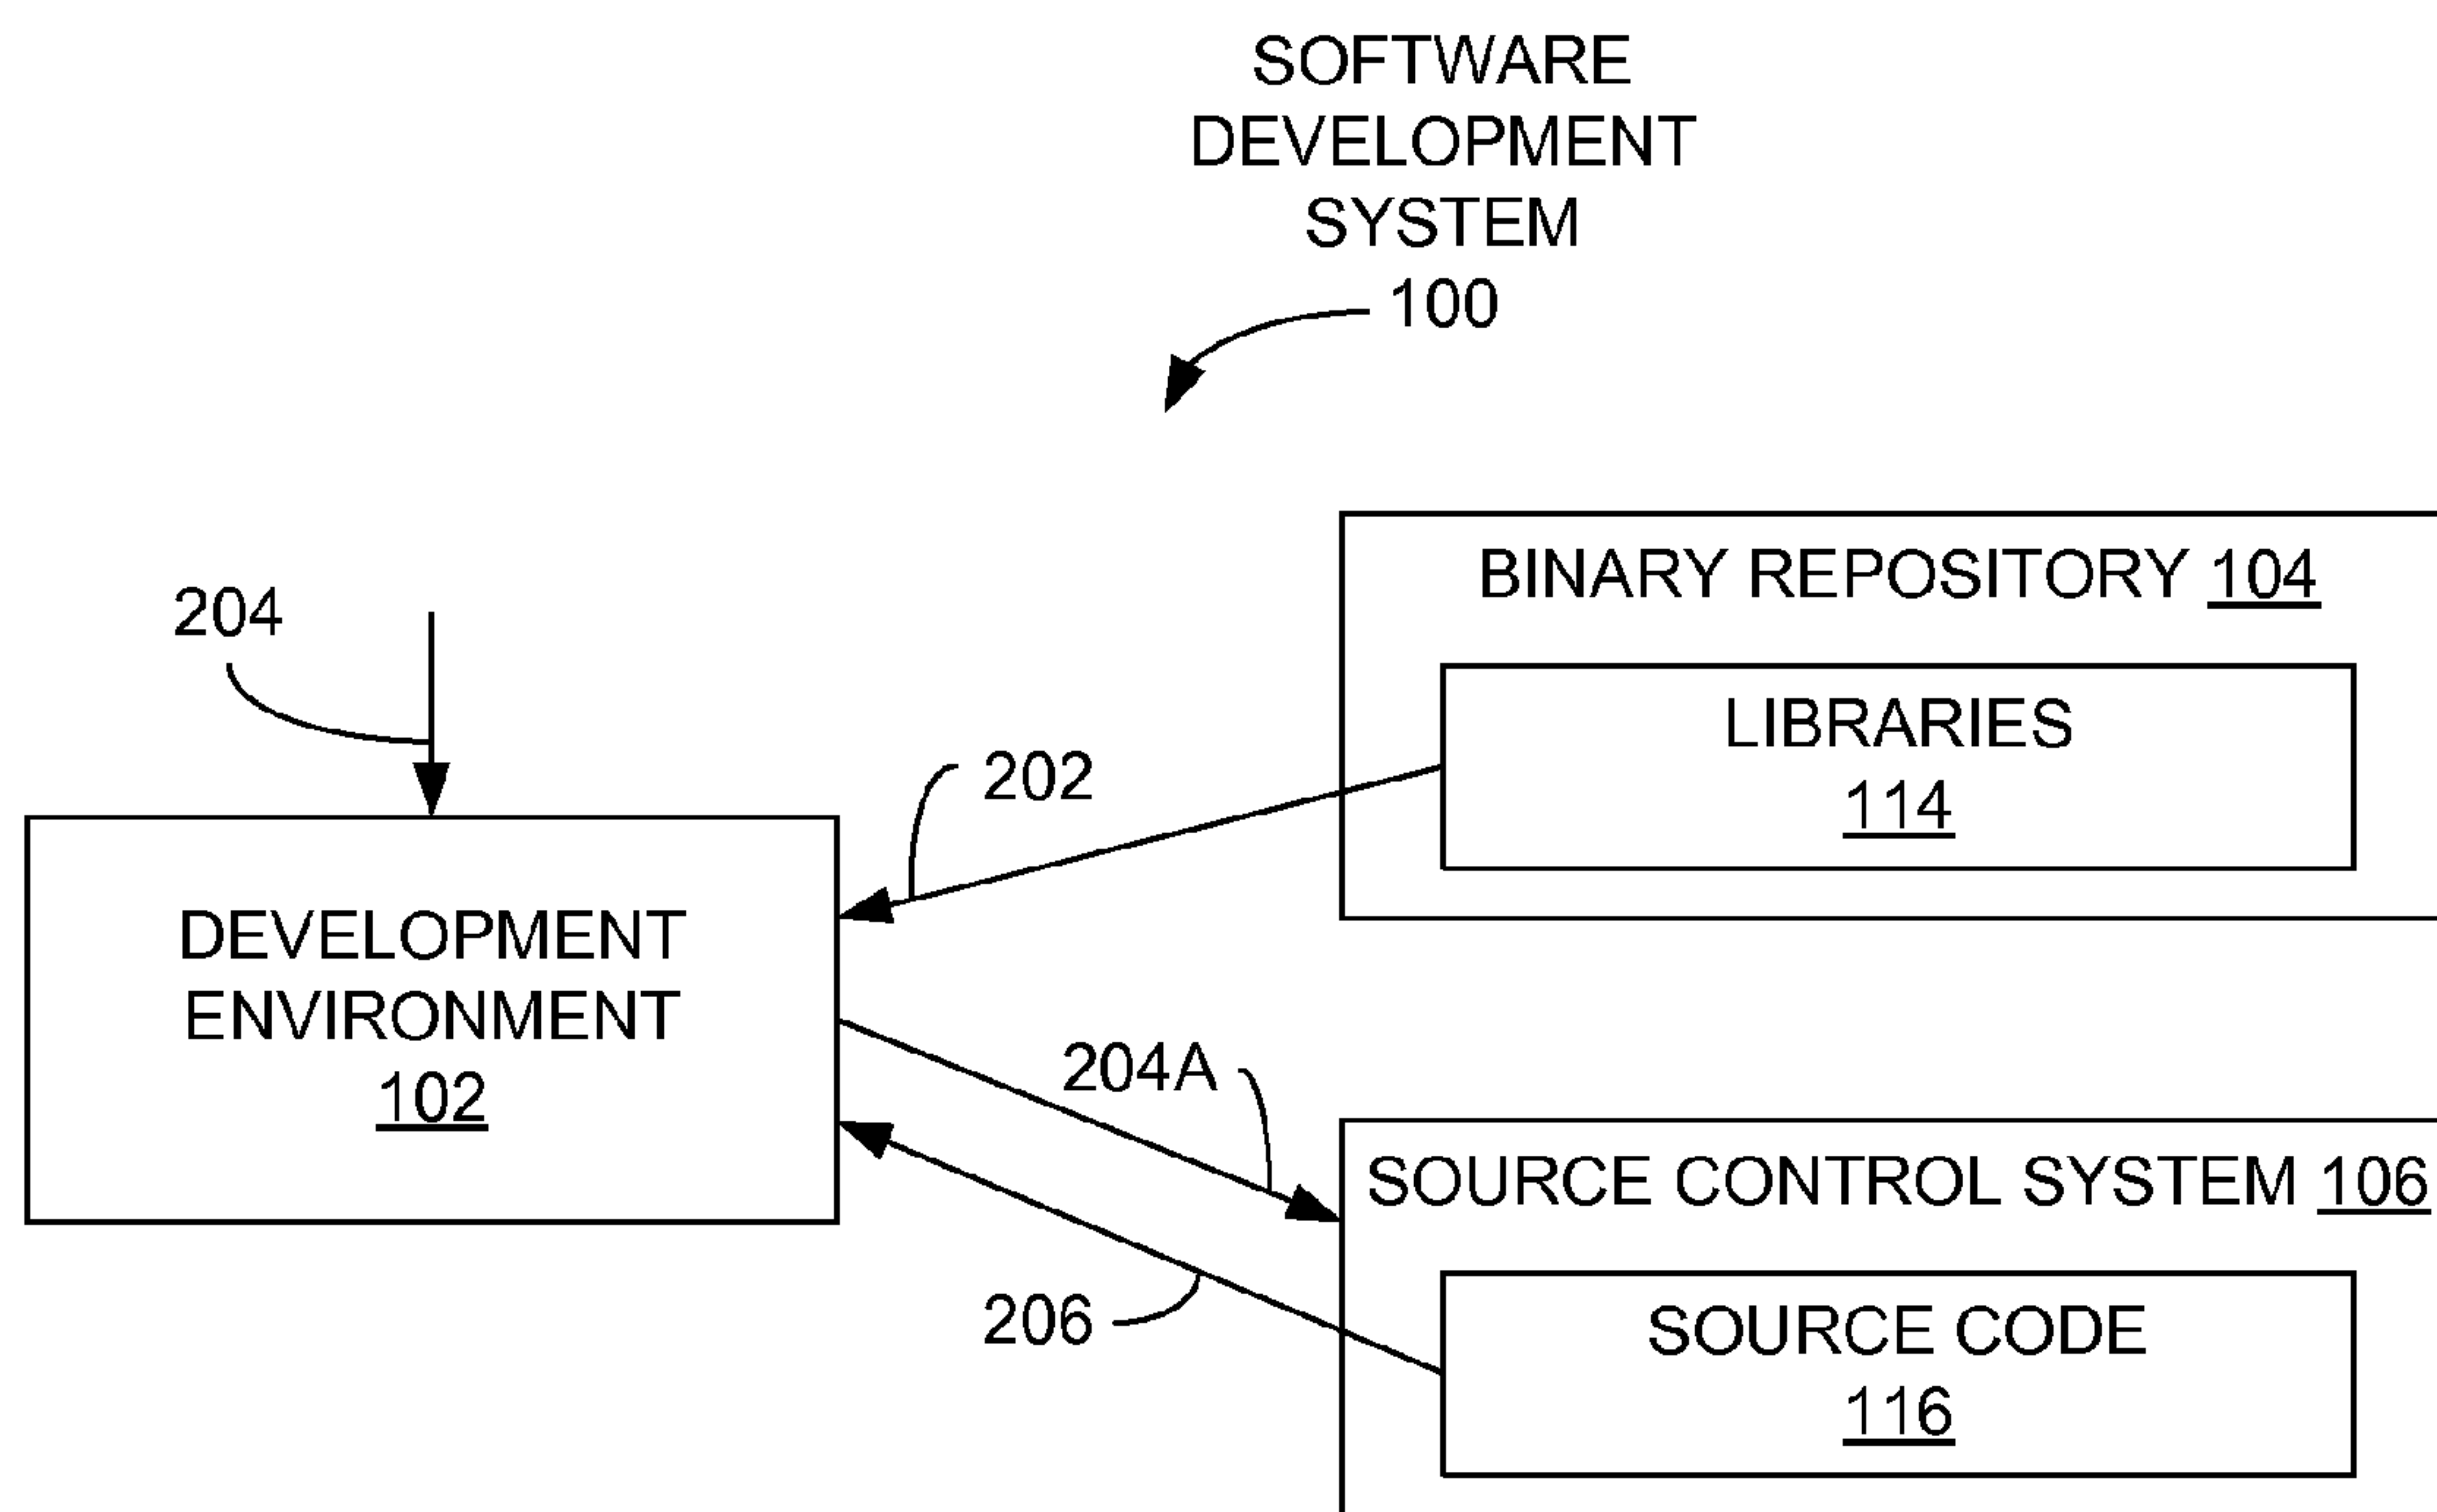 SOFTWARE
DEVELOPMENT
SYSTEM
100
BINARY REPOSITORY 104
204
LIBRARIES
114
202
DEVELOPMENT
ENVIRONMENT
102
204A
SOURCE CONTROL SYSTEM 106
206
SOURCE CODE
116